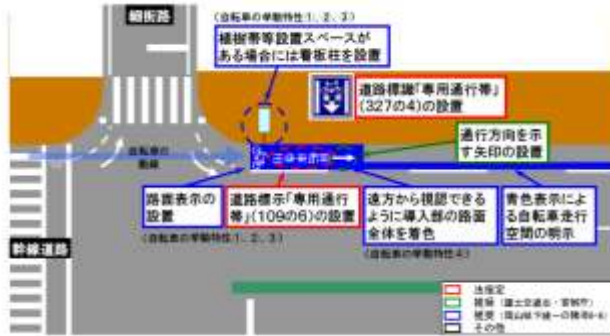 細街路
(自転車の挙動特性1、2、3)
植樹帯等設置スペースが
ある場合には看板柱を設置
道路標識「専用通行帯」
(327の4)の設置
通行方向を示
す矢印の設置
自転車の
動線
路面表示の
設置
道路標示「専用通行
帯」(109の6)の設置
遠方から視認できる
ように導入部の路面
全体を着色
青色表示によ
る自転車走行
空間の明示
(自転車の挙動特性1、2、3)
(自転車の挙動特性4)
幹線道路
法指定
その他